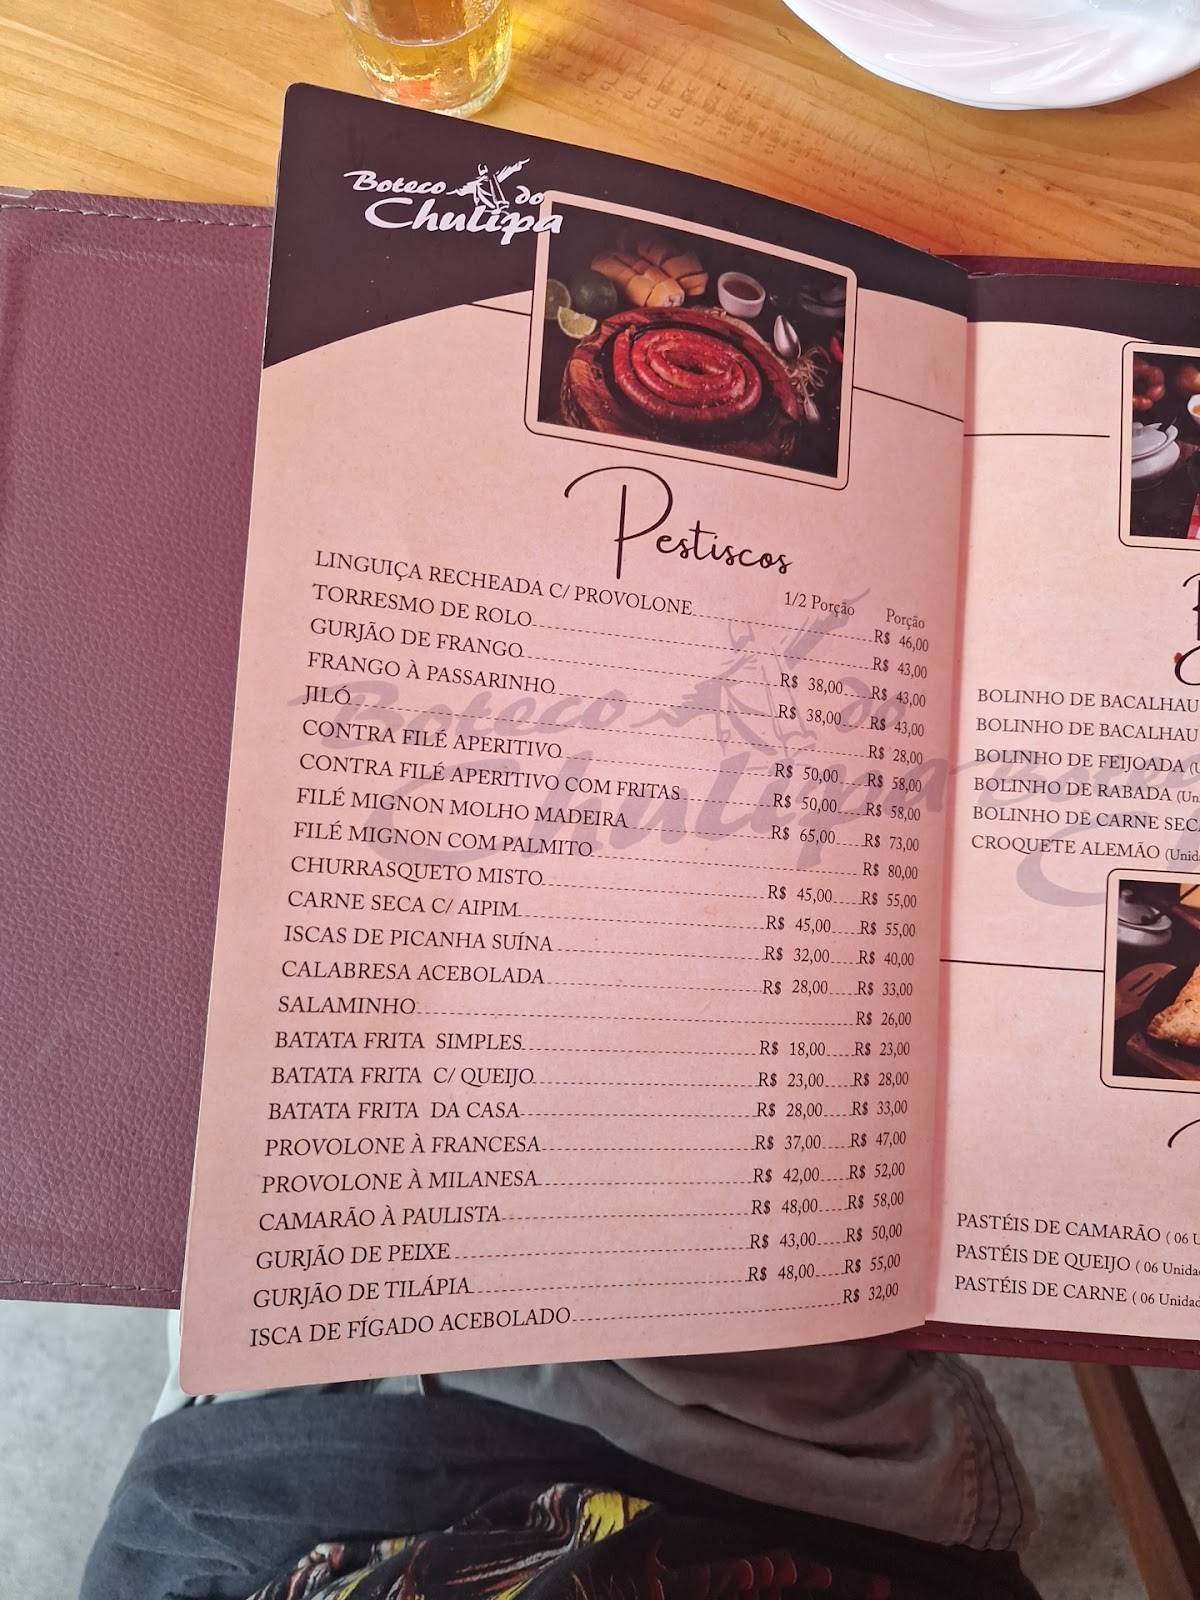 Boteco do
Chulipa
Pestiscos
1/2 Porção Porção
LINGUIÇA RECHEADA C/ PROVOLONE R$ 46,00
TORRESMO DE ROLO R$ 43,00
GURJÃO DE FRANGO R$ 38,00 R$ 43,00
FRANGO À PASSARINHO R$ 38,00 R$ 43,00
JILÓ R$ 28,00
CONTRA FILÉ APERITIVO R$ 50,00 R$ 58,00
CONTRA FILÉ APERITIVO COM FRITAS R$ 50,00 R$ 58,00
FILÉ MIGNON MOLHO MADEIRA R$ 65,00 R$ 73,00
FILÉ MIGNON COM PALMITO R$ 80,00
CHURRASQUETO MISTO R$ 45,00 R$ 55,00
CARNE SECA C/ AIPIM R$ 45,00 R$ 55,00
ISCAS DE PICANHA SUÍNA R$ 32,00 R$ 40,00
CALABRESA ACEBOLADA R$ 28,00 R$ 33,00
SALAMINHO R$ 26,00
BATATA FRITA SIMPLES R$ 18,00 R$ 23,00
BATATA FRITA C/ QUEIJO R$ 23,00 R$ 28,00
BATATA FRITA DA CASA R$ 28,00 R$ 33,00
PROVOLONE À FRANCESA R$ 37,00 R$ 47,00
PROVOLONE À MILANESA R$ 42,00 R$ 52,00
CAMARÃO À PAULISTA R$ 48,00 R$ 58,00
GURJÃO DE PEIXE R$ 43,00 R$ 50,00
GURJÃO DE TILÁPIA R$ 48,00 R$ 55,00
ISCA DE FÍGADO ACEBOLADO R$ 32,00
Boteco do
Chulipa
BOLINHO DE BACALHAU
BOLINHO DE BACALHAU
BOLINHO DE FEIJOADA (U
BOLINHO DE RABADA (Un
BOLINHO DE CARNE SECA
CROQUETE ALEMÃO (Unid
PASTÉIS DE CAMARÃO ( 06 U
PASTÉIS DE QUEIJO ( 06 Unidad
PASTÉIS DE CARNE ( 06 Unidad